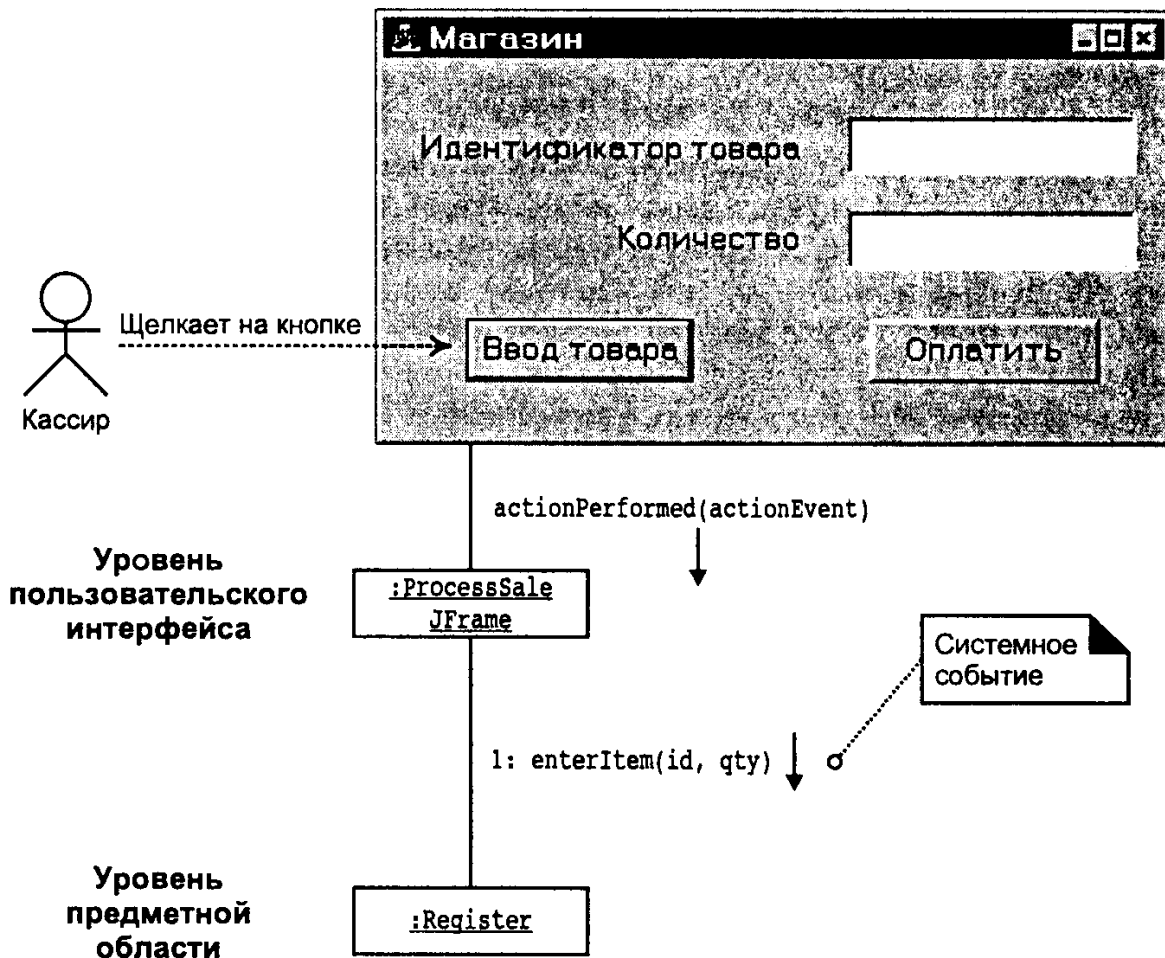 Магазин
Идентификатор товара
Количество
Щелкает на кнопке
Ввод товара
Оплатить
Кассир
actionPerformed(actionEvent)
Уровень
пользовательского
интерфейса
:ProcessSale
JFrame
Системное
событие
1: enterItem(id, qty)
Уровень
предметной
области
:Register